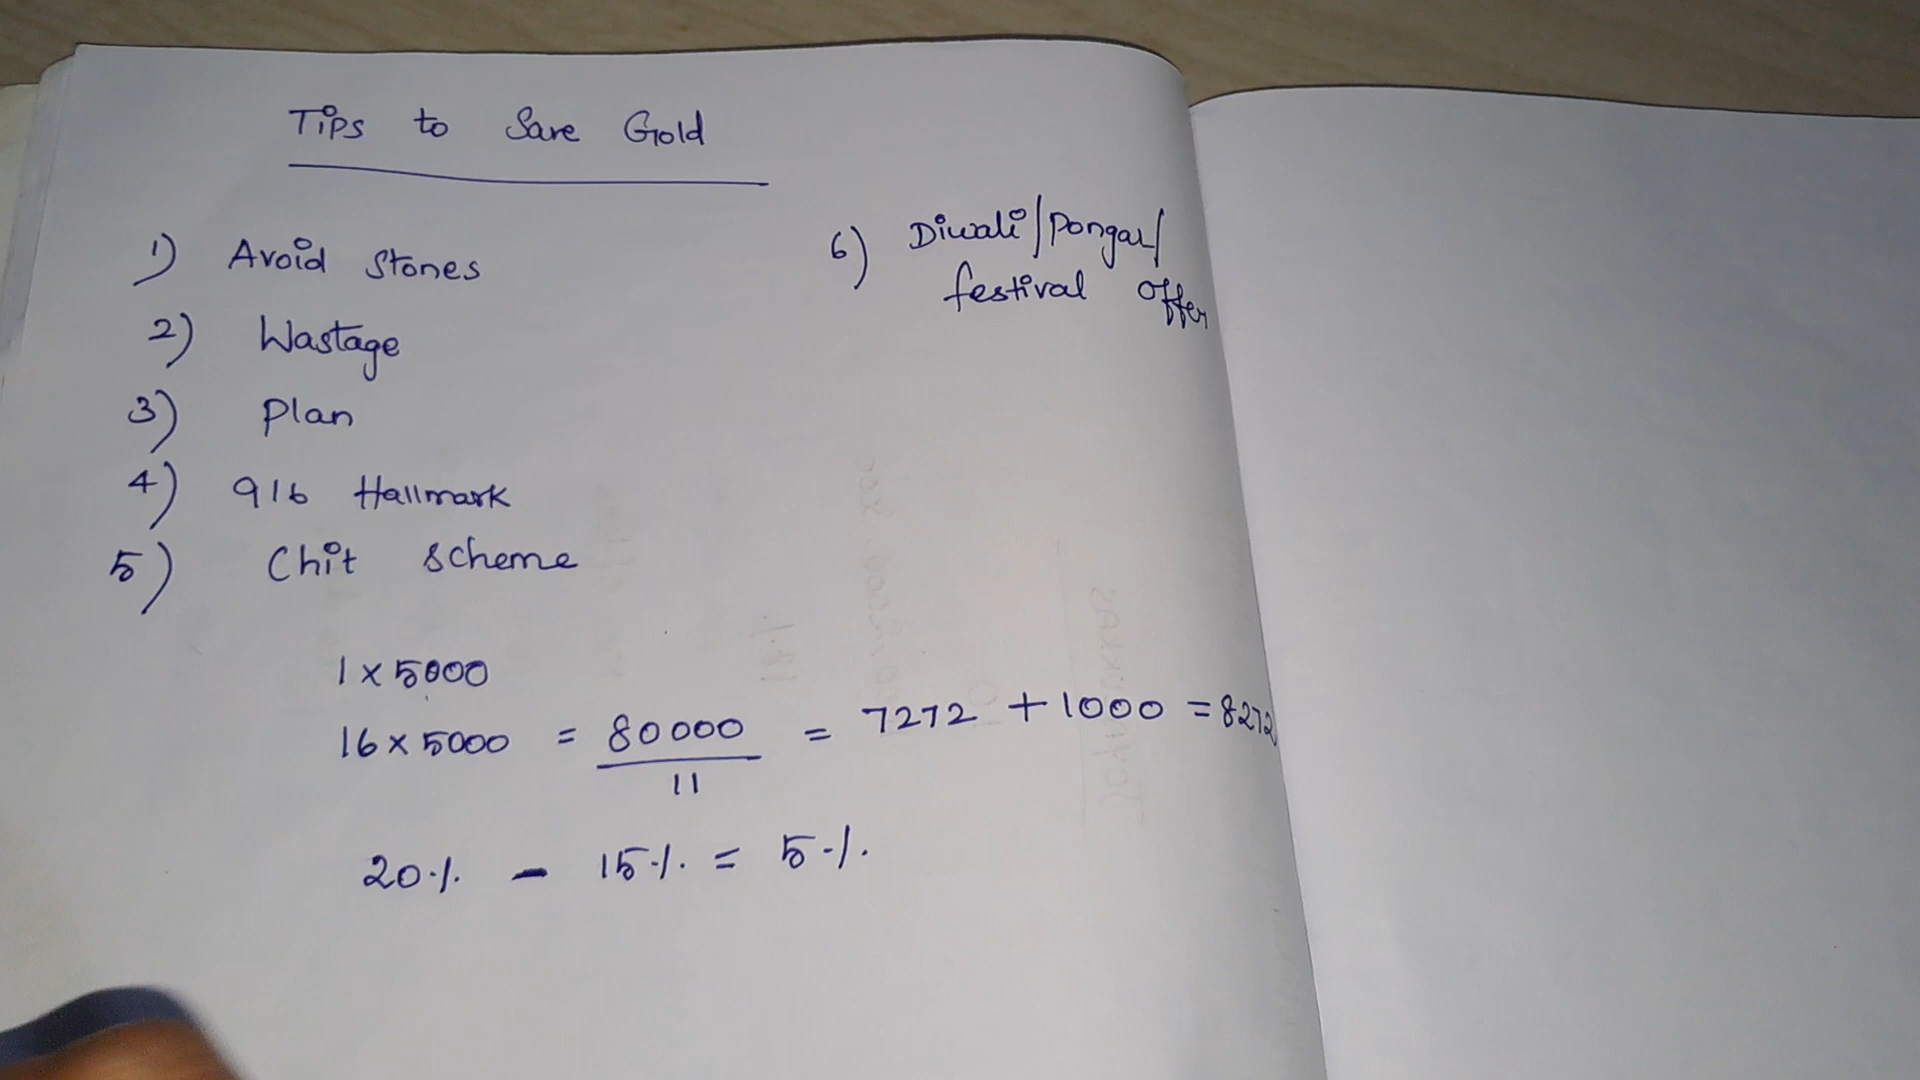 Tips to Save Gold
1) Avoid Stones
2) Wastage
3) Plan
4) 916 Hallmark
5) Chit Scheme
6) Diwali/Pongal/
festival offer
1 x 5000
16 x 5000 = 80000 / 11 = 7272 + 1000 = 8272
20% - 15% = 5%